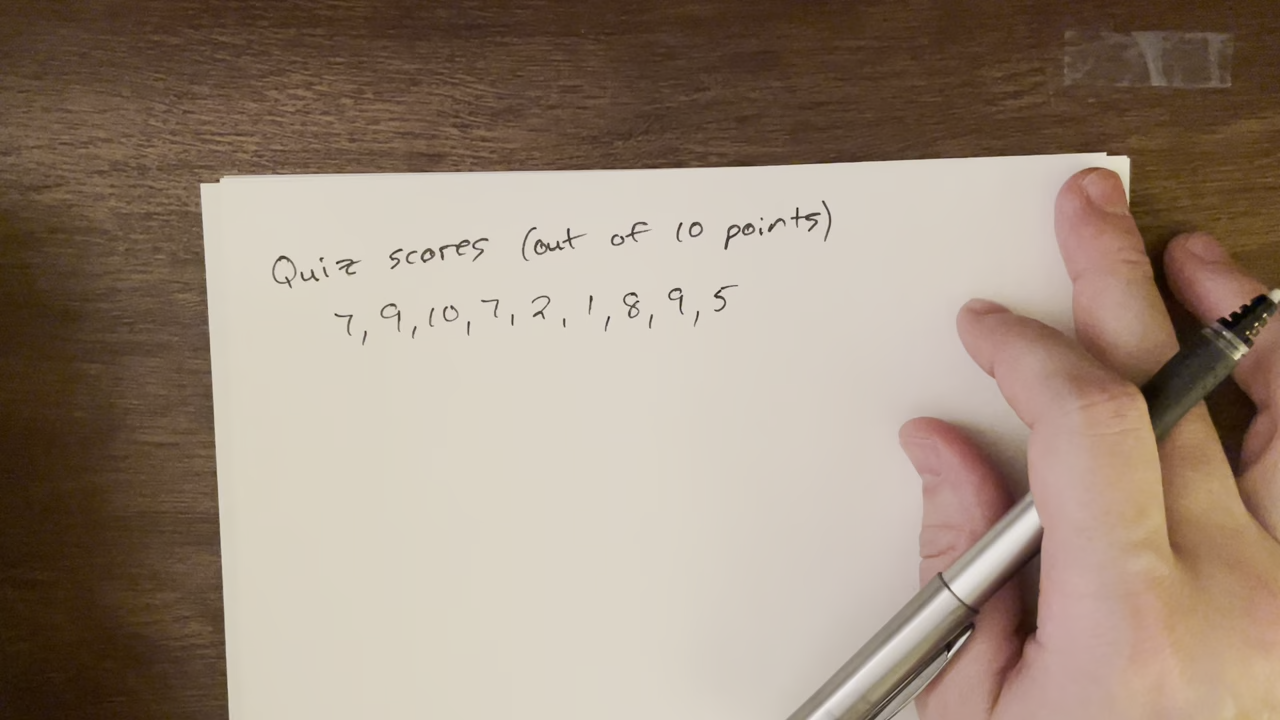 Quiz scores (out of 10 points)
7, 9, 10, 7, 2, 1, 8, 9, 5